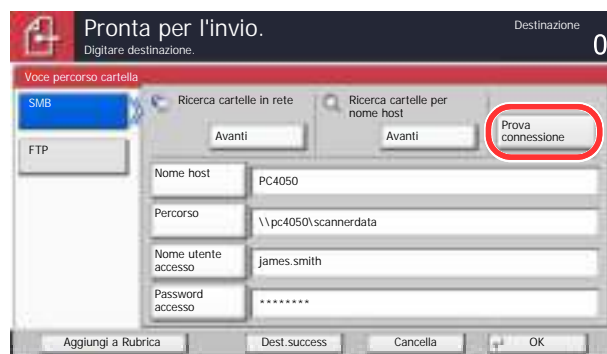 Pronta per l'invio.
Digitare destinazione.
Destinazione
0
Voce percorso cartella
SMB
FTP
Ricerca cartelle in rete
Avanti
Ricerca cartelle per
nome host
Avanti
Prova
connessione
Nome host
PC4050
Percorso
\\pc4050\scannerdata
Nome utente
accesso
james.smith
Password
accesso
********
Aggiungi a Rubrica
Dest.success
Cancella
OK